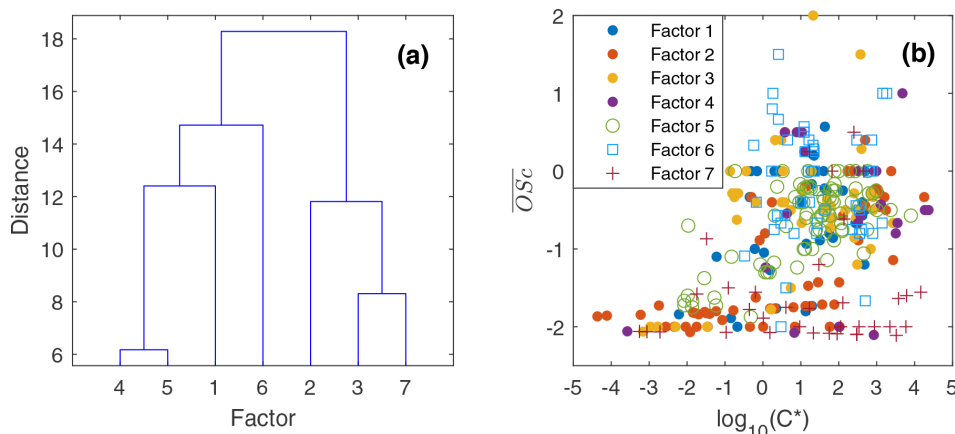 (a)
18
16
14
12
10
8
6
Distance
4 5 1 6 2 3 7
Factor
(b)
Factor 1
Factor 2
Factor 3
Factor 4
Factor 5
Factor 6
Factor 7
2
1
0
-1
-2
OSc
-5 -4 -3 -2 -1 0 1 2 3 4 5
log10(C*)